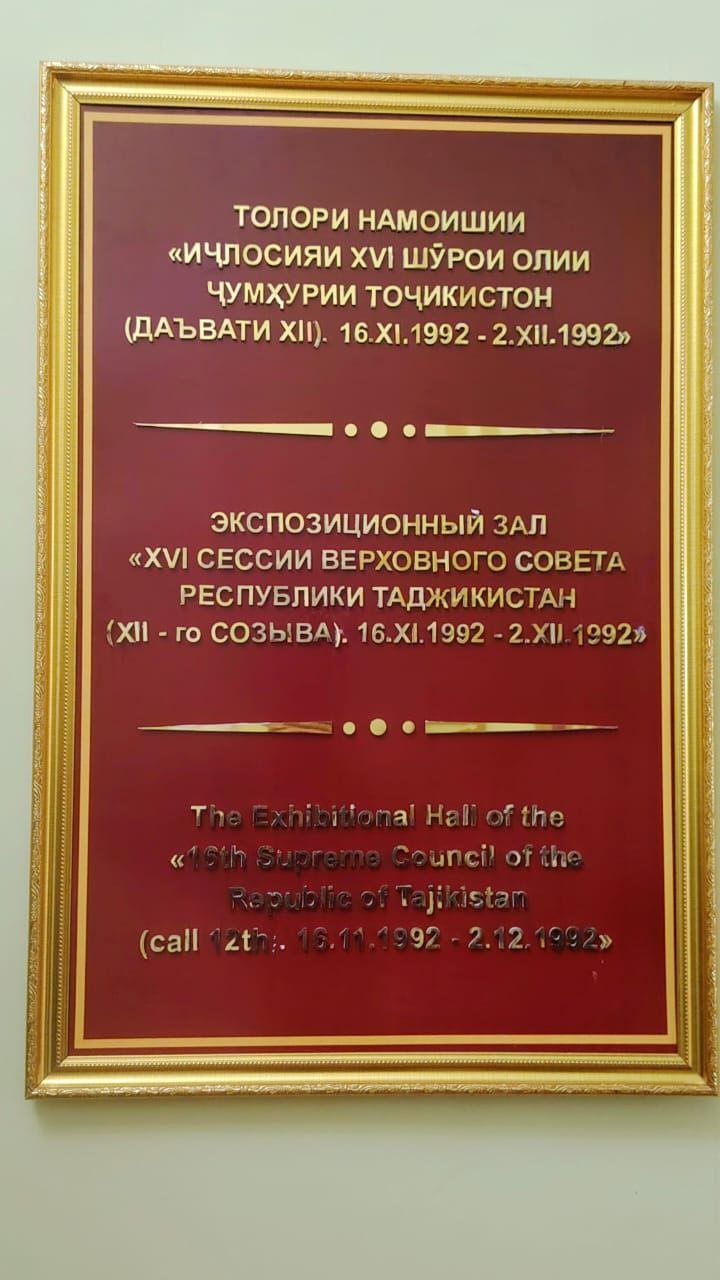 ТОЛОРИ НАМОИШИИ
«ИҶЛОСИЯИ XVI ШӮРОИ ОЛИИ
ҶУМҲУРИИ ТОҶИКИСТОН
(ДАЪВАТИ XII). 16.XI.1992 - 2.XII.1992»
ЭКСПОЗИЦИОННЫЙ ЗАЛ
«XVI СЕССИИ ВЕРХОВНОГО СОВЕТА
РЕСПУБЛИКИ ТАДЖИКИСТАН
(XII - го СОЗЫВА). 16.XI.1992 - 2.XII.1992»
The Exhibitional Hall of the
«16th Supreme Council of the
Republic of Tajikistan
(call 12th). 16.11.1992 - 2.12.1992»